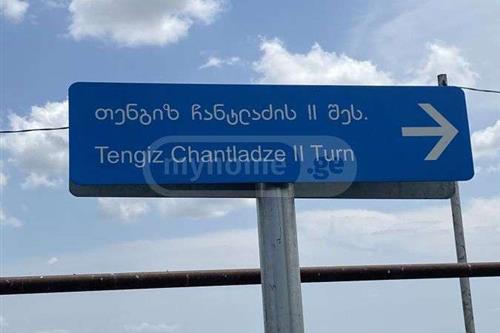 თენგიზ ჩანტლაძის II შეს.
Tengiz Chantladze II Turn
myhome.ge